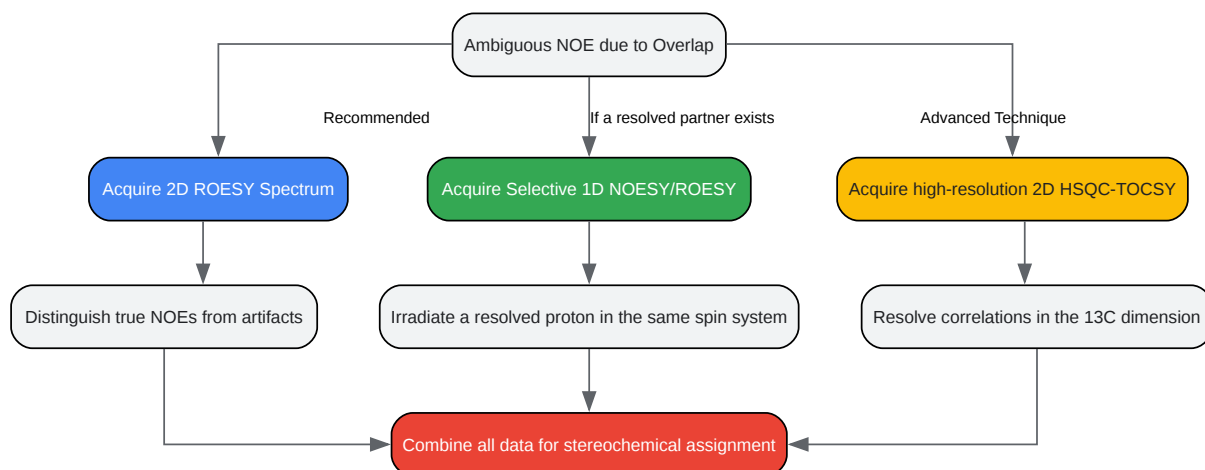 Ambiguous NOE due to Overlap
Recommended
If a resolved partner exists
Advanced Technique
Acquire 2D ROESY Spectrum
Acquire Selective 1D NOESY/ROESY
Acquire high-resolution 2D HSQC-TOCSY
Distinguish true NOEs from artifacts
Irradiate a resolved proton in the same spin system
Resolve correlations in the 13C dimension
Combine all data for stereochemical assignment